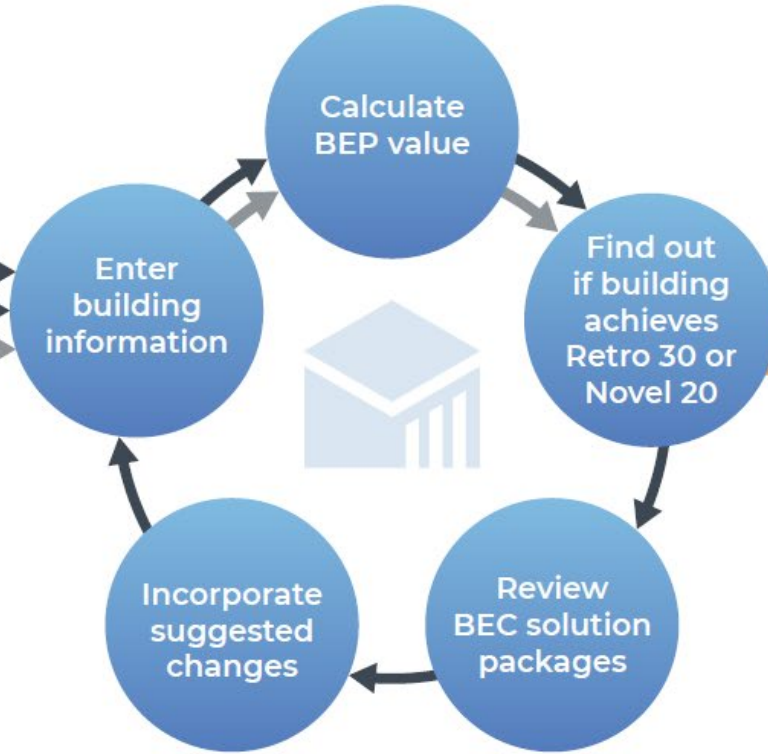 Calculate
BEP value
Find out
if building
achieves
Retro 30 or
Novel 20
Review
BEC solution
packages
Incorporate
suggested
changes
Enter
building
information